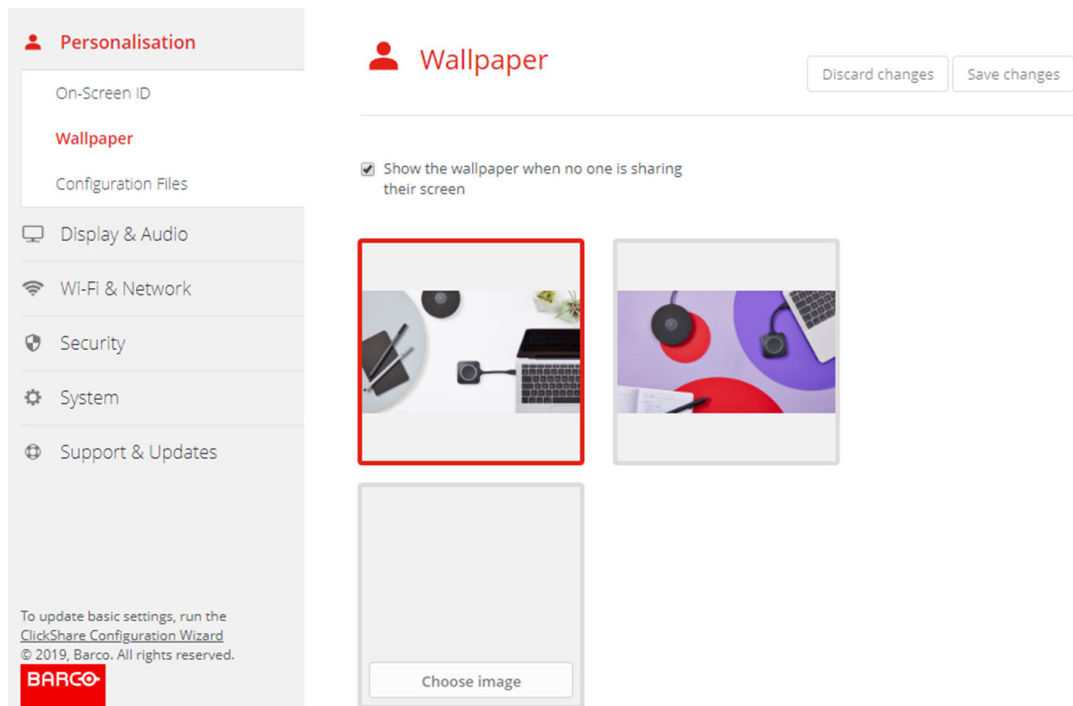 Personalisation
On-Screen ID
Wallpaper
Configuration Files
Display & Audio
Wi-Fi & Network
Security
System
Support & Updates
To update basic settings, run the
ClickShare Configuration Wizard
© 2019, Barco. All rights reserved.
BARCO
Wallpaper
Discard changes
Save changes
Show the wallpaper when no one is sharing
their screen
Choose image